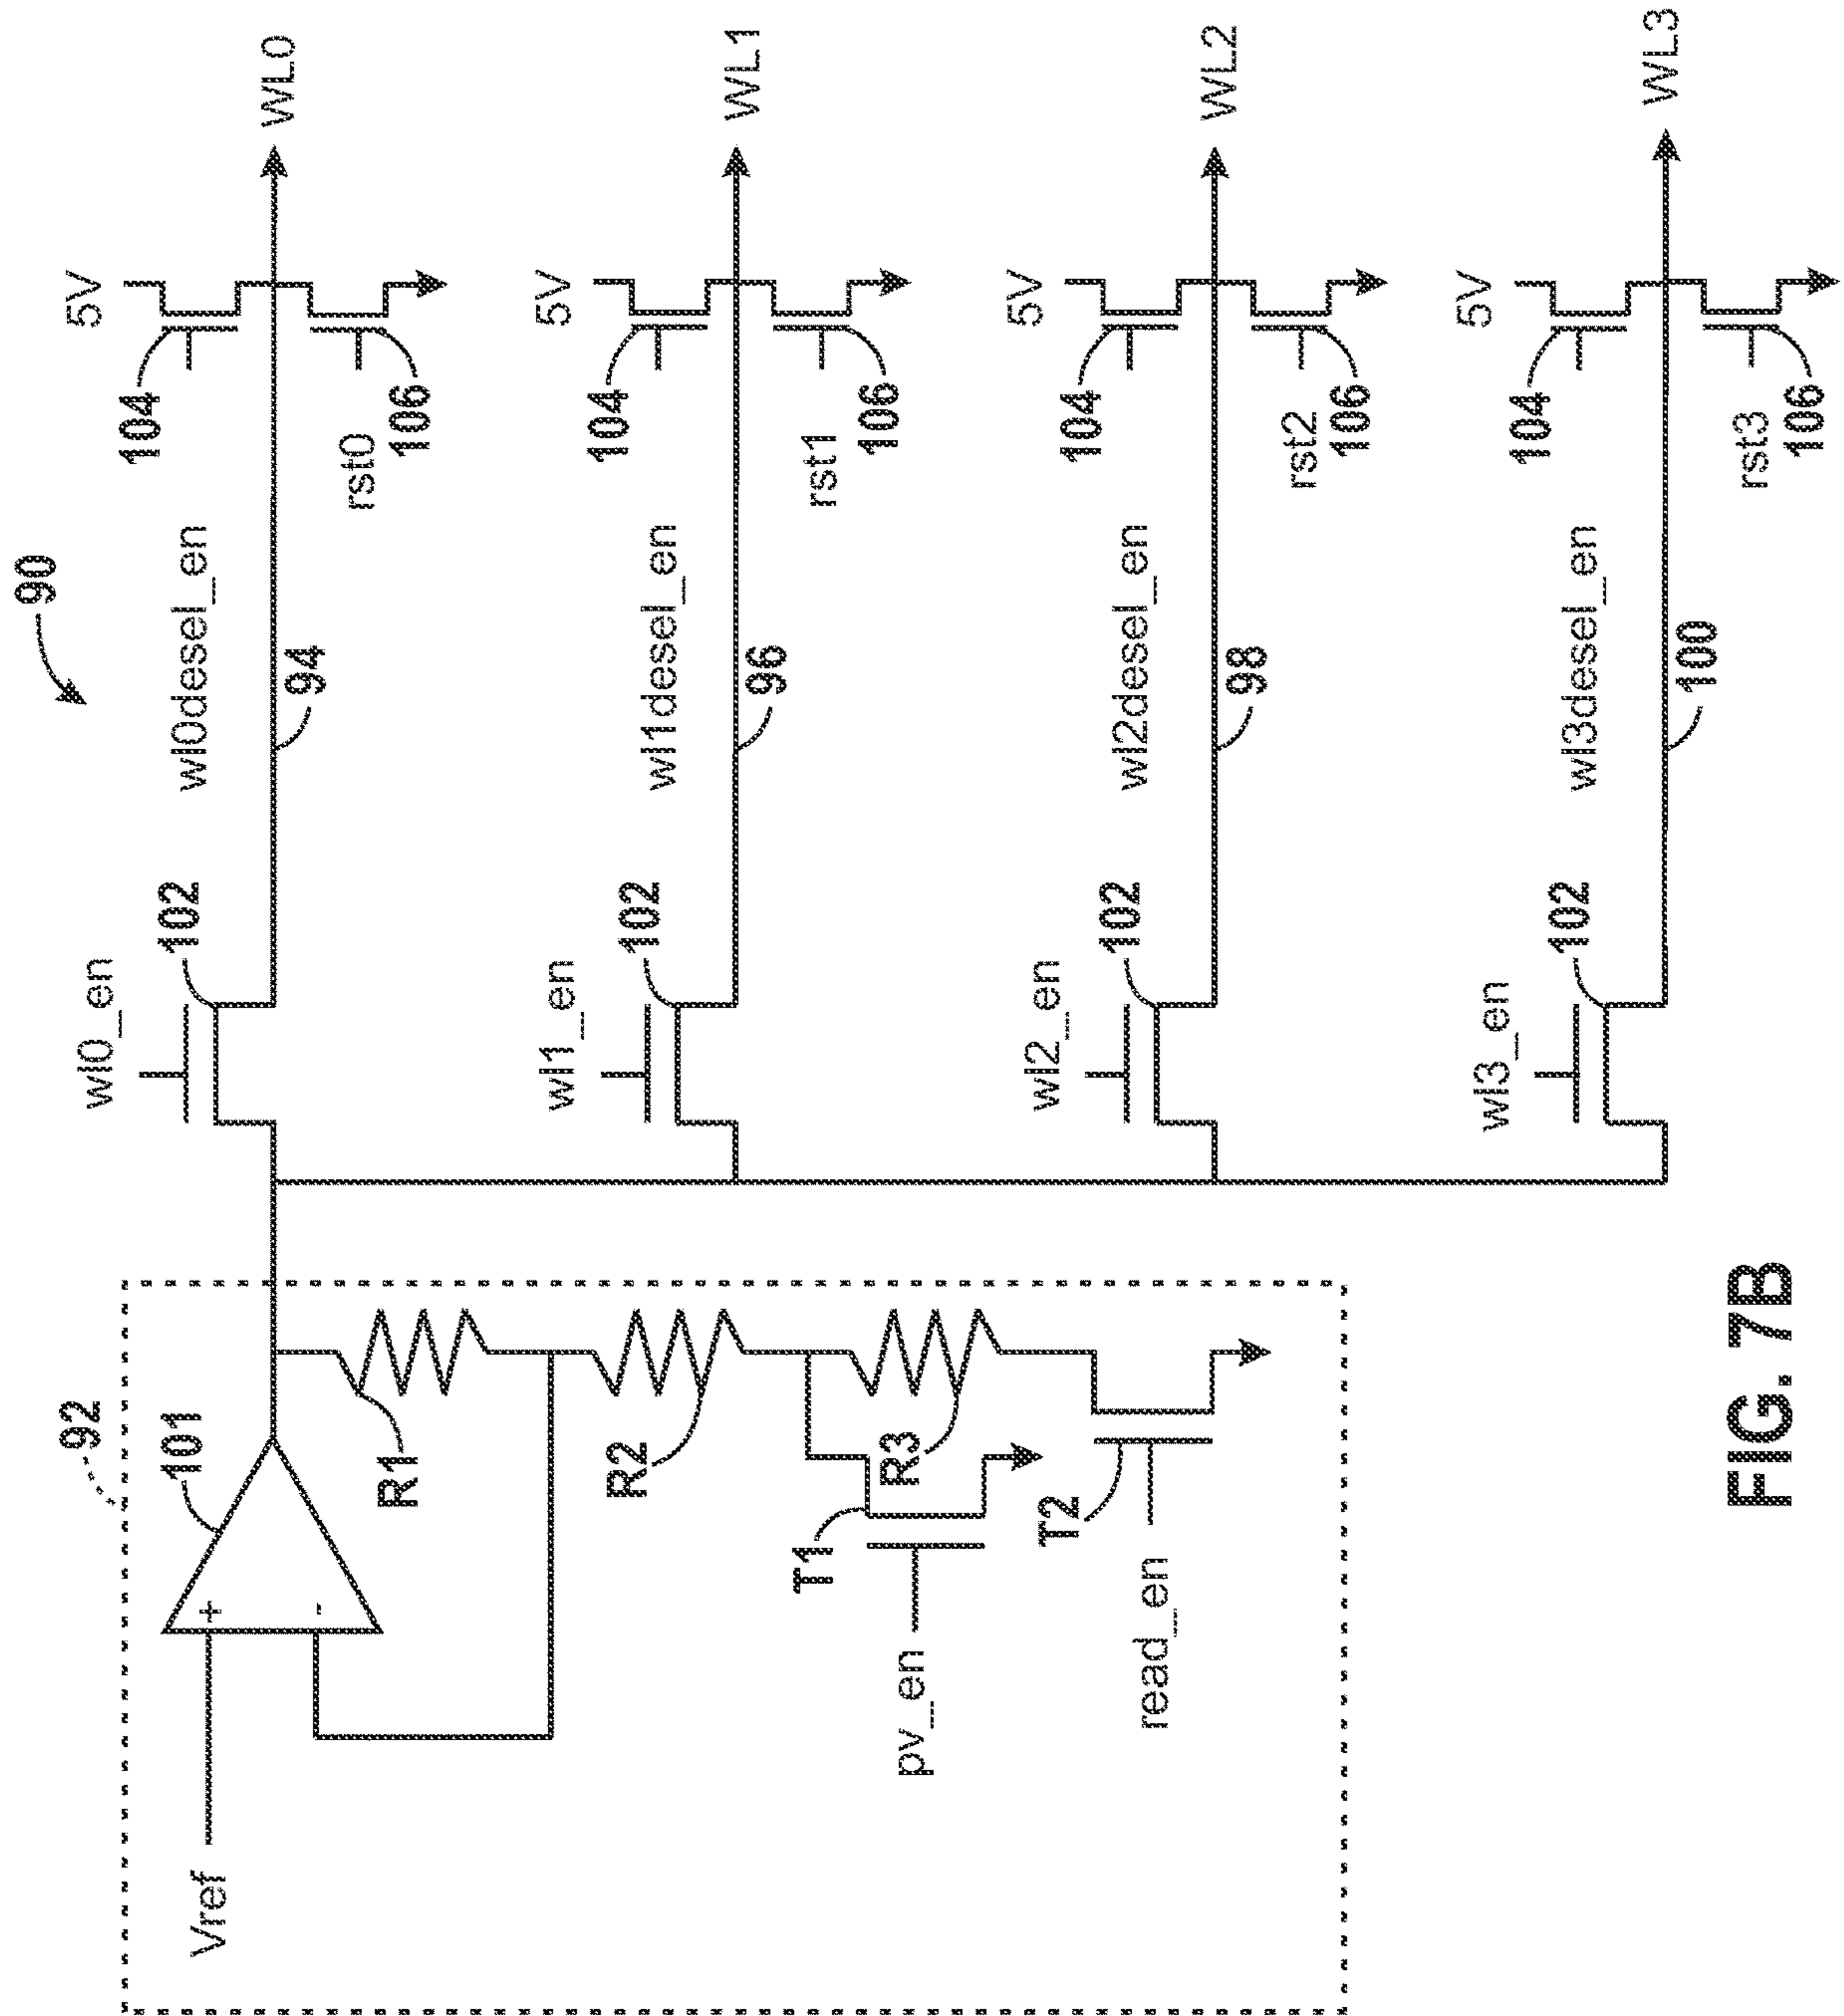 90
92
101
Vref
+
-
R1
R2
R3
T1
T2
pv_en
read_en
wl0_en
102
wl0desel_en
94
5V
104
rst0
106
WL0
wl1_en
102
wl1desel_en
96
5V
104
rst1
106
WL1
wl2_en
102
wl2desel_en
98
5V
104
rst2
106
WL2
wl3_en
102
wl3desel_en
100
5V
104
rst3
106
WL3
FIG. 7B